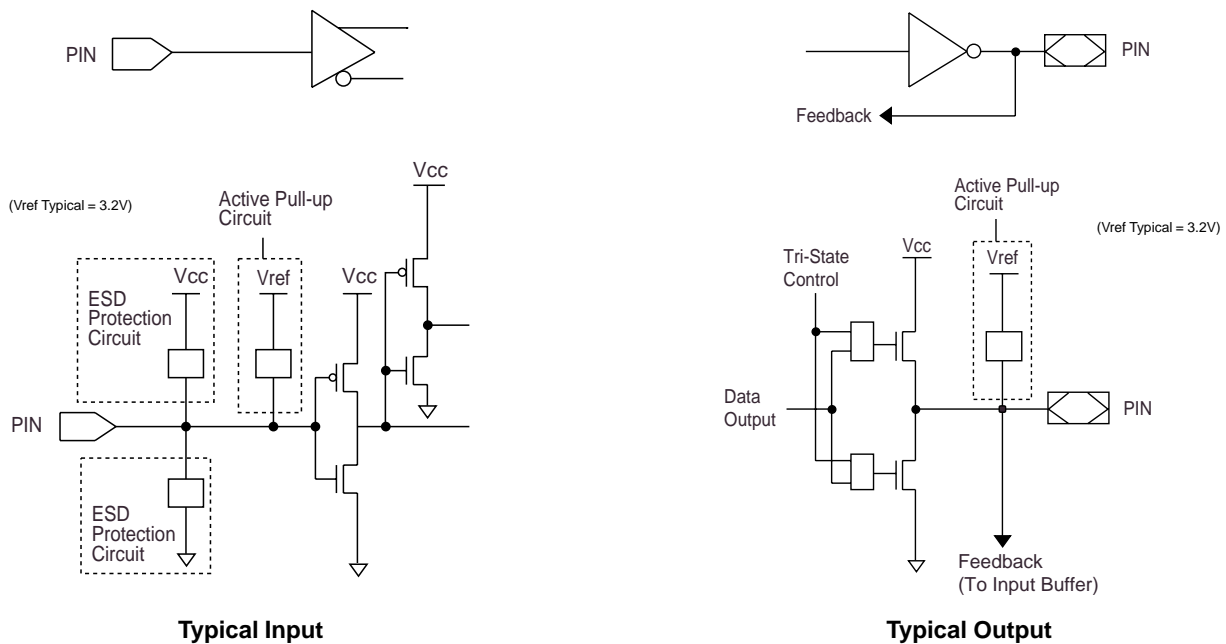 PIN
PIN
Feedback
(Vref Typical = 3.2V)
Active Pull-up
Circuit
Vcc
ESD
Protection
Circuit
Vcc
Vref
Vcc
PIN
ESD
Protection
Circuit
Typical Input
Active Pull-up
Circuit
(Vref Typical = 3.2V)
Tri-State
Control
Vcc
Vref
Data
Output
PIN
Feedback
(To Input Buffer)
Typical Output